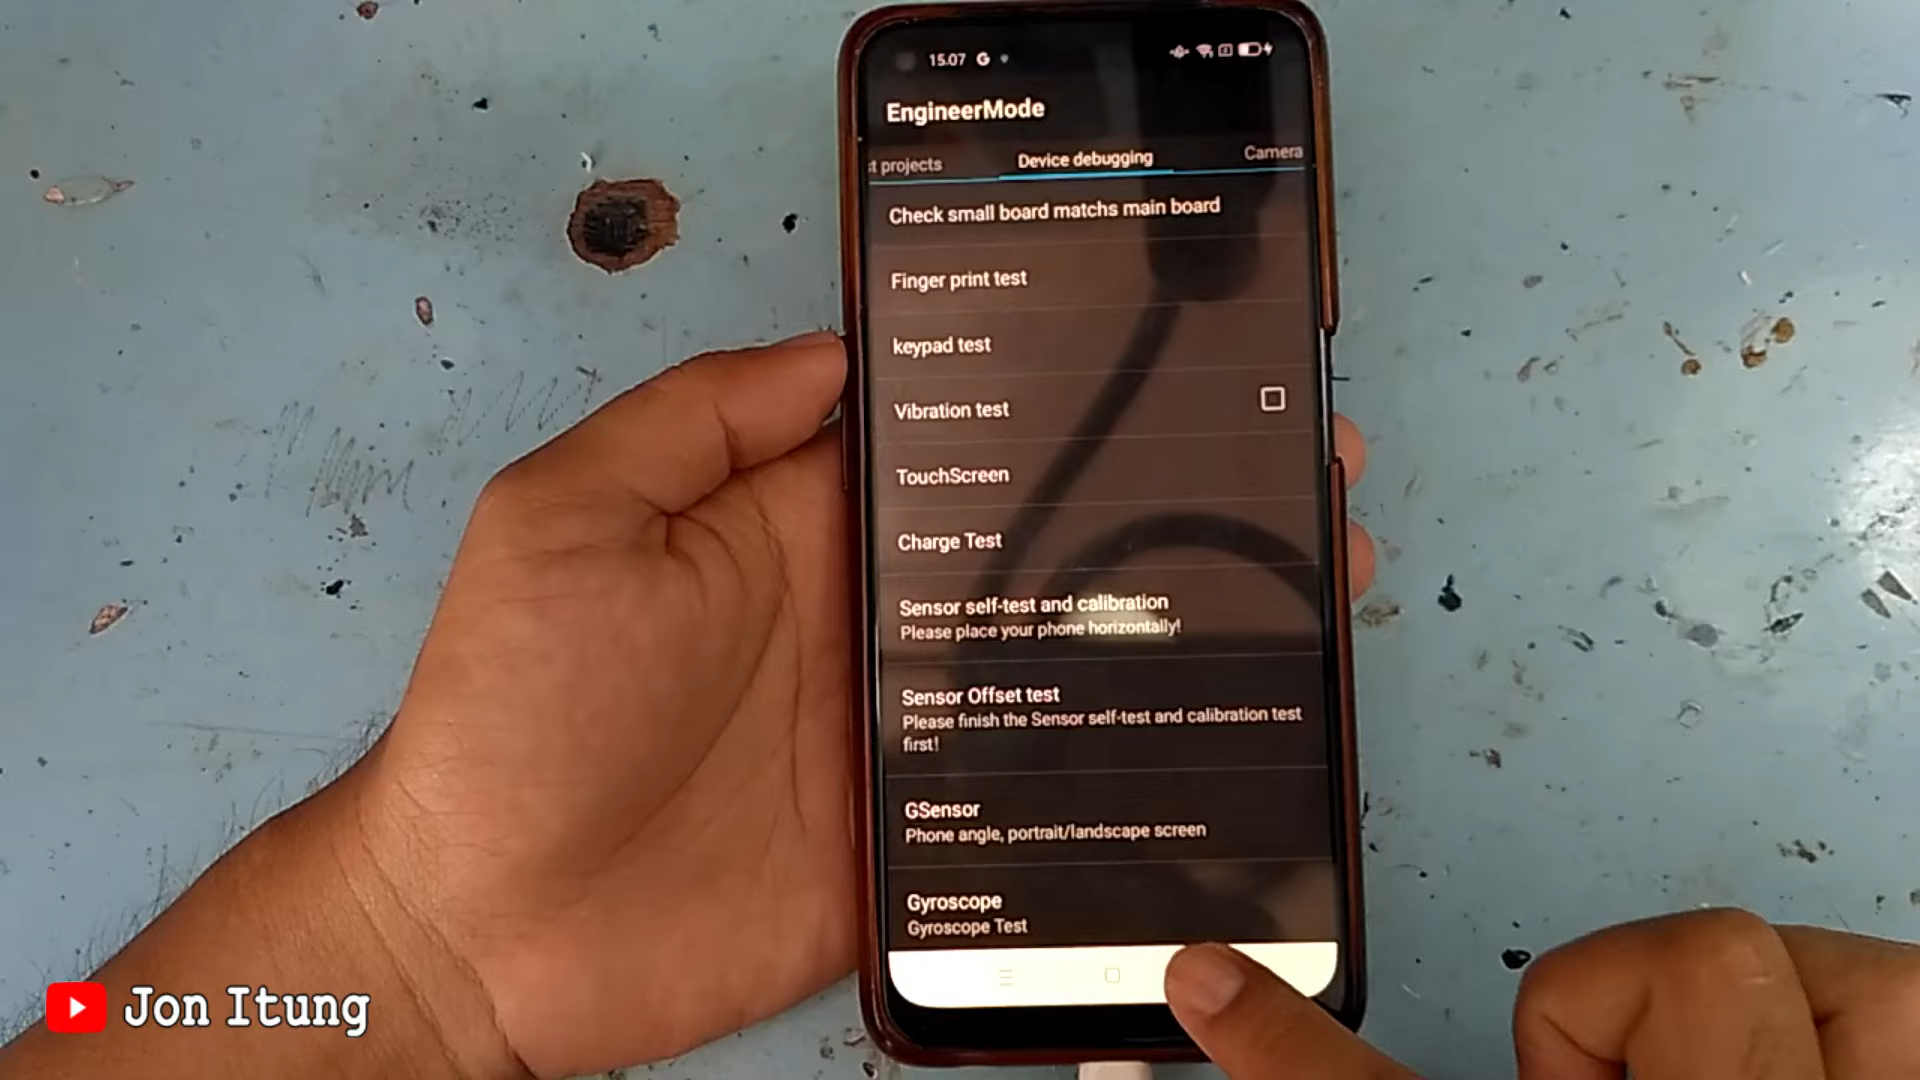 15.07 G
EngineerMode
t projects Device debugging Camera
Check small board matchs main board
Finger print test
keypad test
Vibration test
TouchScreen
Charge Test
Sensor self-test and calibration
Please place your phone horizontally!
Sensor Offset test
Please finish the Sensor self-test and calibration test
first!
GSensor
Phone angle, portrait/landscape screen
Gyroscope
Gyroscope Test
Jon Itung